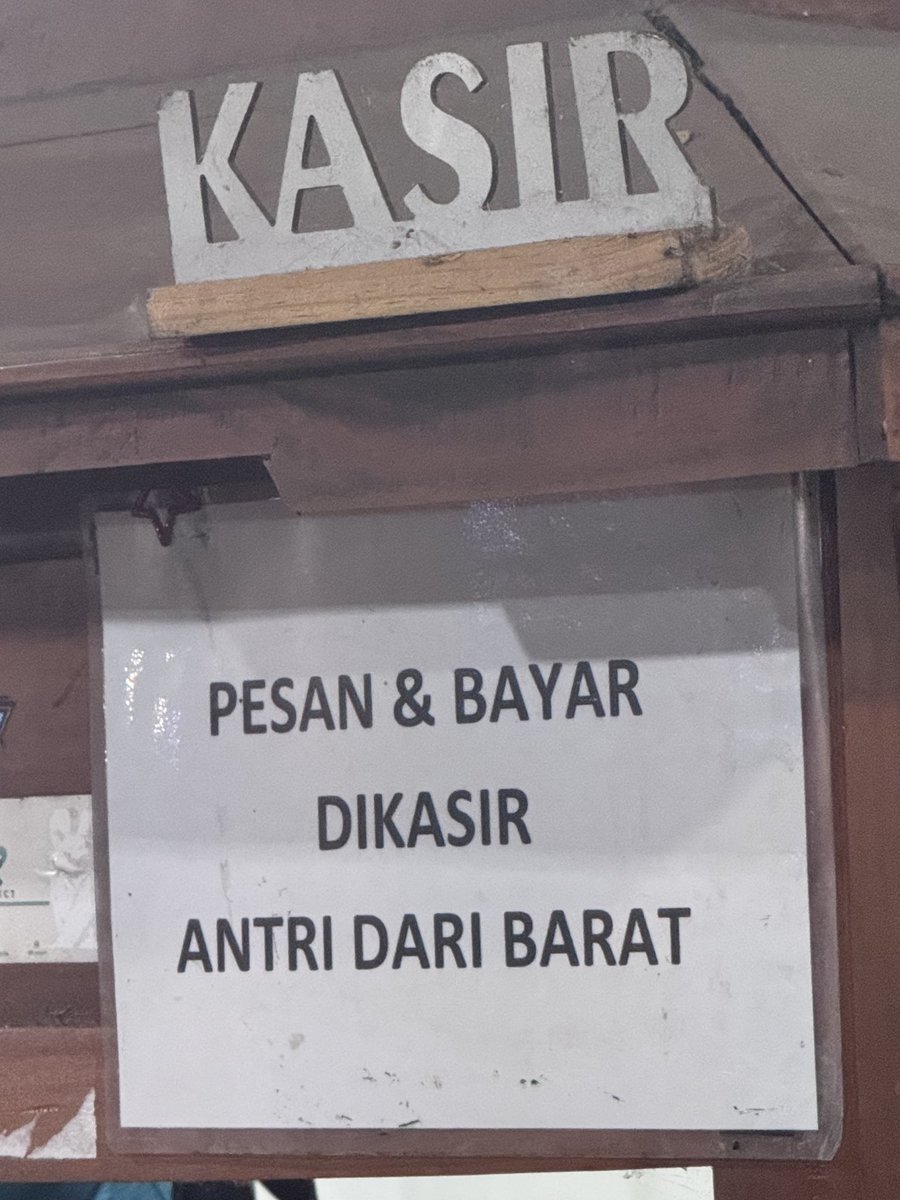 KASIR
PESAN & BAYAR
DIKASIR
ANTRI DARI BARAT